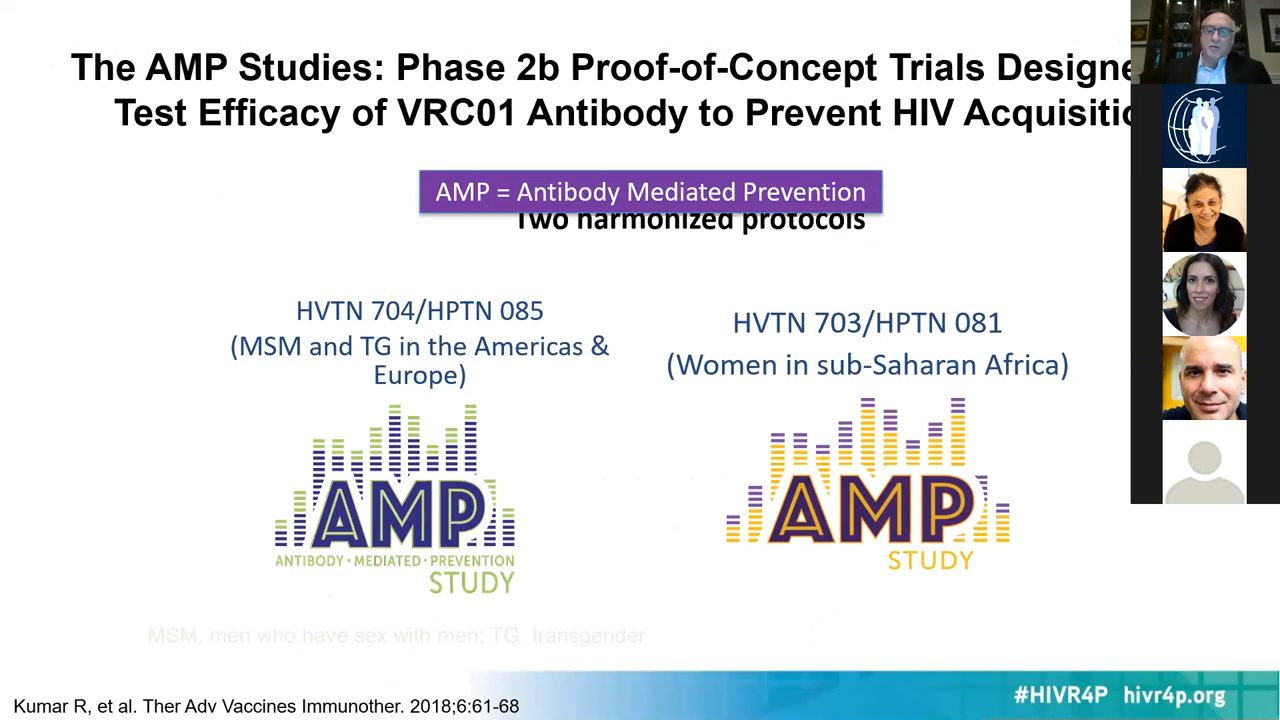 The AMP Studies: Phase 2b Proof-of-Concept Trials Designe
Test Efficacy of VRC01 Antibody to Prevent HIV Acquisitio
AMP = Antibody Mediated Prevention
Two harmonized protocols
HVTN 704/HPTN 085
(MSM and TG in the Americas &
Europe)
AMP
ANTIBODY • MEDIATED • PREVENTION
STUDY
HVTN 703/HPTN 081
(Women in sub-Saharan Africa)
AMP
STUDY
MSM, men who have sex with men; TG, transgender
Kumar R, et al. Ther Adv Vaccines Immunother. 2018;6:61-68
#HIVR4P hivr4p.org